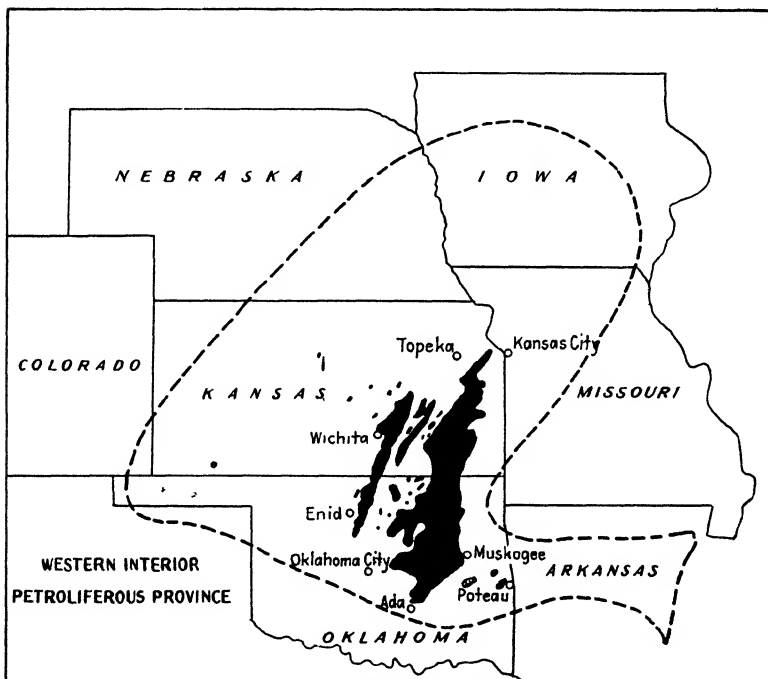 NEBRASKA
IOWA
COLORADO
KANSAS
Topeka
Kansas City
MISSOURI
Wichita
Enid
WESTERN INTERIOR
PETROLIFEROUS PROVINCE
Oklahoma City
Muskogee
Poteau
ARKANSAS
Ada
OKLAHOMA